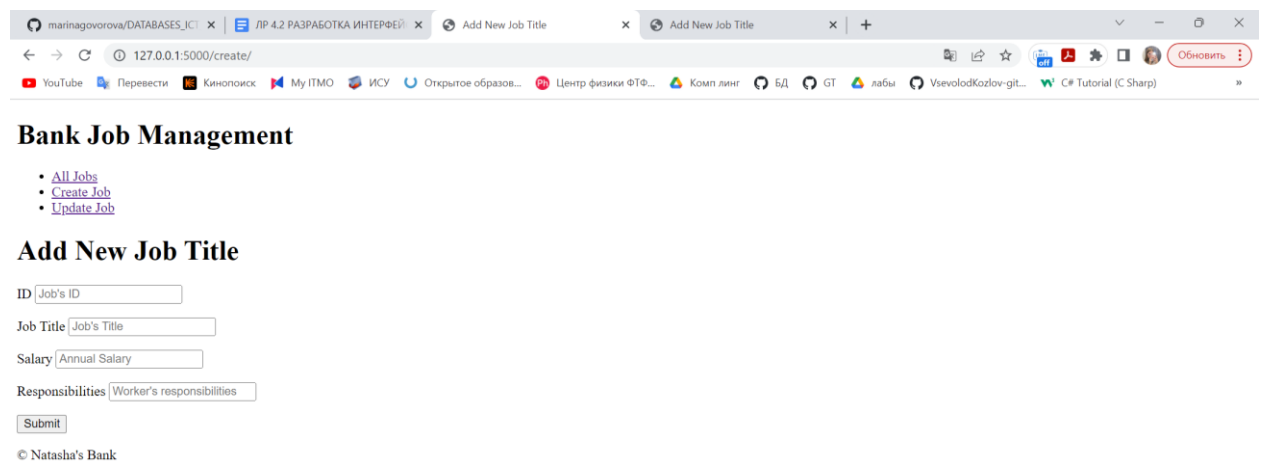 marinagovorova/DATABASES_ICT
ЛР 4.2 РАЗРАБОТКА ИНТЕРФЕЙ
Add New Job Title
Add New Job Title
127.0.0.1:5000/create/
off
Обновить
YouTube Перевести Кинопоиск My ITMO ИСУ Открытое образов... Центр физики ФТФ... Комп линг БД GT лабы VsevolodKozlov-git... C# Tutorial (C Sharp) »
Bank Job Management
• All Jobs
• Create Job
• Update Job
Add New Job Title
ID Job's ID
Job Title Job's Title
Salary Annual Salary
Responsibilities Worker's responsibilities
Submit
© Natasha's Bank